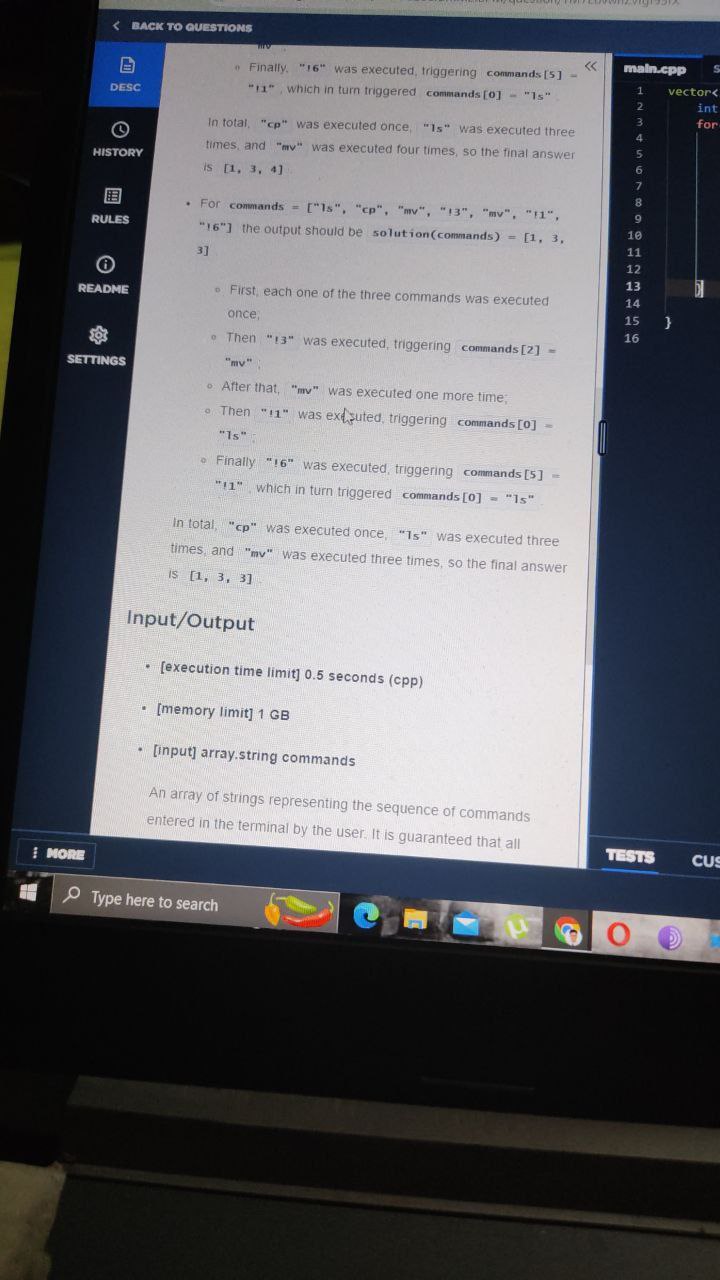 BACK TO QUESTIONS
DESC
HISTORY
RULES
README
SETTINGS
mv
Finally, "!6" was executed, triggering commands[5] =
"!1" , which in turn triggered commands[0] = "ls"
In total, "cp" was executed once, "ls" was executed three
times, and "mv" was executed four times, so the final answer
is [1, 3, 4]
• For commands = ["ls", "cp", "mv", "!3", "mv", "!1",
"!6"] the output should be solution(commands) = [1, 3,
3]
First, each one of the three commands was executed
once;
Then "!3" was executed, triggering commands[2] =
"mv" ;
After that, "mv" was executed one more time;
Then "!1" was executed, triggering commands[0] =
"ls" ;
Finally "!6" was executed, triggering commands[5] =
"!1" , which in turn triggered commands[0] = "ls"
In total, "cp" was executed once, "ls" was executed three
times, and "mv" was executed three times, so the final answer
is [1, 3, 3]
Input/Output
• [execution time limit] 0.5 seconds (cpp)
• [memory limit] 1 GB
• [input] array.string commands
An array of strings representing the sequence of commands
entered in the terminal by the user. It is guaranteed that all
MORE
main.cpp
1 vector<
2 int
3 for
4
5
6
7
8
9
10
11
12
13 }
14
15 }
16
TESTS
CUS
Type here to search